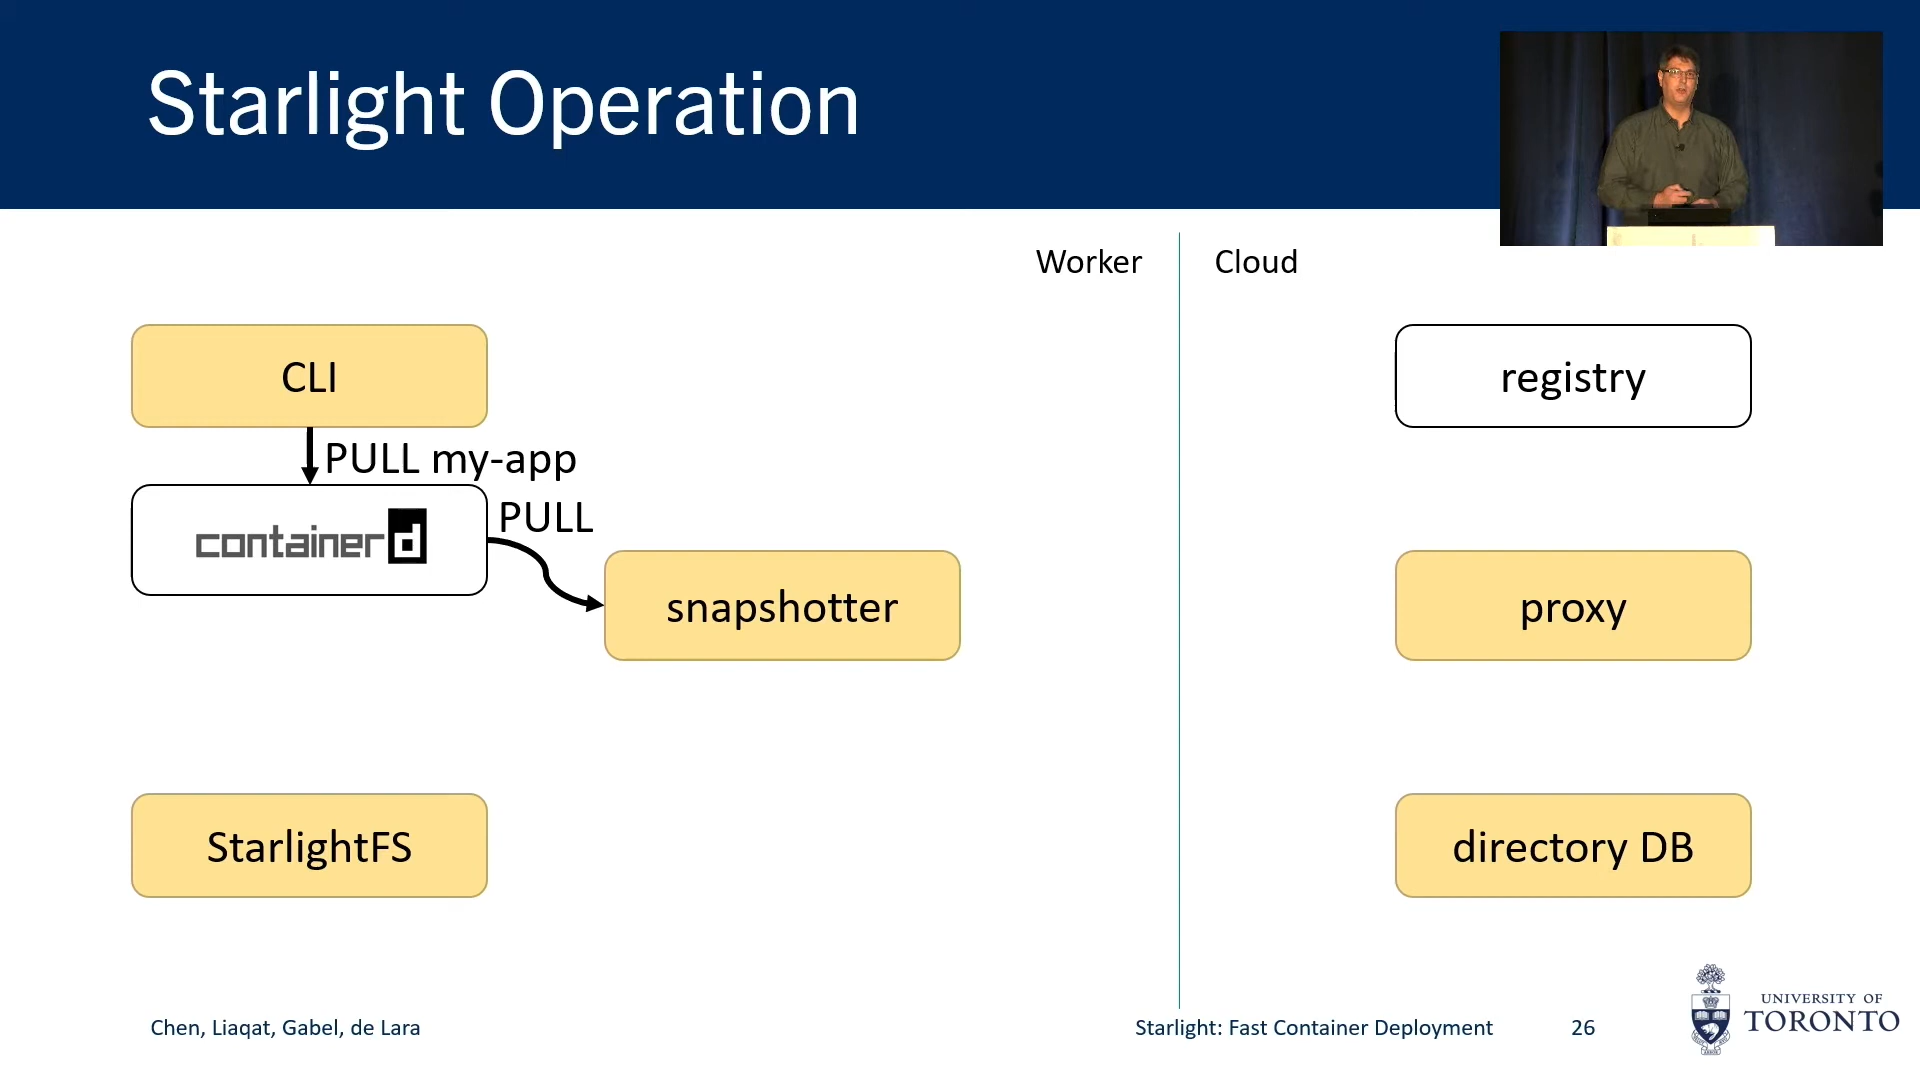 Starlight Operation
Worker
Cloud
CLI
registry
PULL my-app
containerd
PULL
snapshotter
proxy
StarlightFS
directory DB
Chen, Liaqat, Gabel, de Lara
Starlight: Fast Container Deployment
26
UNIVERSITY OF
TORONTO